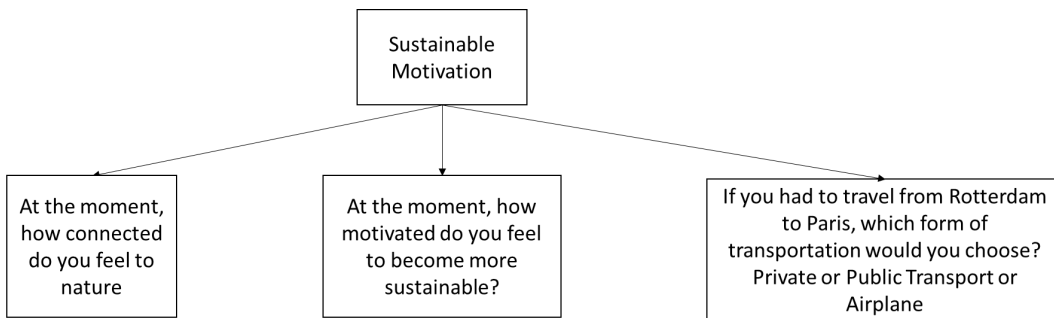 Sustainable
Motivation
At the moment,
how connected
do you feel to
nature
At the moment, how
motivated do you feel
to become more
sustainable?
If you had to travel from Rotterdam
to Paris, which form of
transportation would you choose?
Private or Public Transport or
Airplane